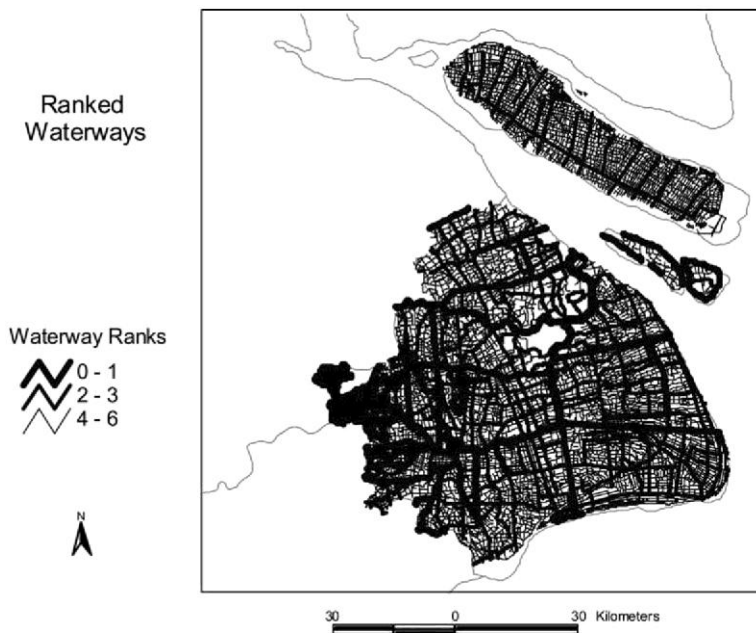 Ranked
Waterways
Waterway Ranks
0 - 1
2 - 3
4 - 6
N
30 0 30 Kilometers